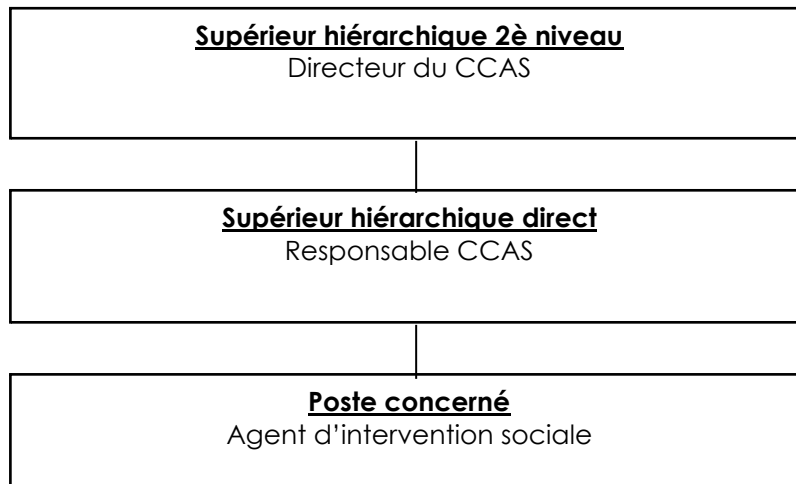 Supérieur hiérarchique 2è niveau
Directeur du CCAS
Supérieur hiérarchique direct
Responsable CCAS
Poste concerné
Agent d’intervention sociale